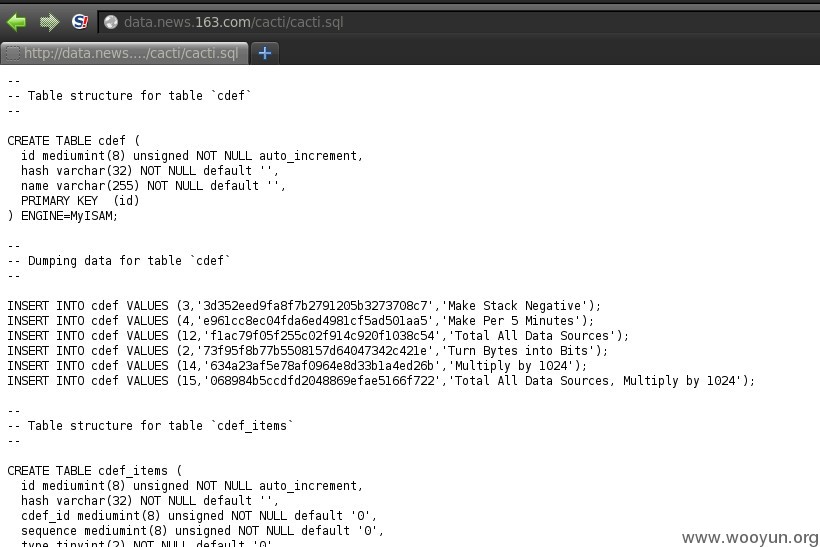 data.news.163.com/cacti/cacti.sql
http://data.news..../cacti/cacti.sql
--
-- Table structure for table `cdef`
--
CREATE TABLE cdef (
id mediumint(8) unsigned NOT NULL auto_increment,
hash varchar(32) NOT NULL default '',
name varchar(255) NOT NULL default '',
PRIMARY KEY  (id)
) ENGINE=MyISAM;
--
-- Dumping data for table `cdef`
--
INSERT INTO cdef VALUES (3,'3d352eed9fa8f7b2791205b3273708c7','Make Stack Negative');
INSERT INTO cdef VALUES (4,'e961cc8ec04fda6ed4981cf5ad501aa5','Make Per 5 Minutes');
INSERT INTO cdef VALUES (12,'f1ac79f05f255c02f914c920f1038c54','Total All Data Sources');
INSERT INTO cdef VALUES (2,'73f95f8b77b5508157d64047342c421e','Turn Bytes into Bits');
INSERT INTO cdef VALUES (14,'634a23af5e78af0964e8d33b1a4ed26b','Multiply by 1024');
INSERT INTO cdef VALUES (15,'068984b5ccdfd2048869efae5166f722','Total All Data Sources, Multiply by 1024');
--
-- Table structure for table `cdef_items`
--
CREATE TABLE cdef_items (
id mediumint(8) unsigned NOT NULL auto_increment,
hash varchar(32) NOT NULL default '',
cdef_id mediumint(8) unsigned NOT NULL default '0',
sequence mediumint(8) unsigned NOT NULL default '0',
type tinyint(2) NOT NULL default '0'
www.wooyun.org